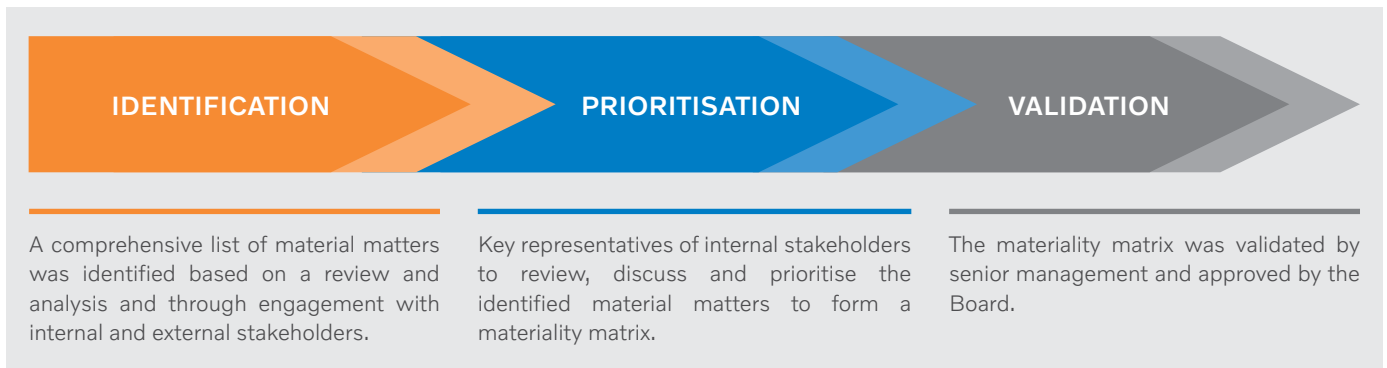 IDENTIFICATION
PRIORITISATION
VALIDATION
A comprehensive list of material matters
was identified based on a review and
analysis and through engagement with
internal and external stakeholders.
Key representatives of internal stakeholders
to review, discuss and prioritise the
identified material matters to form a
materiality matrix.
The materiality matrix was validated by
senior management and approved by the
Board.